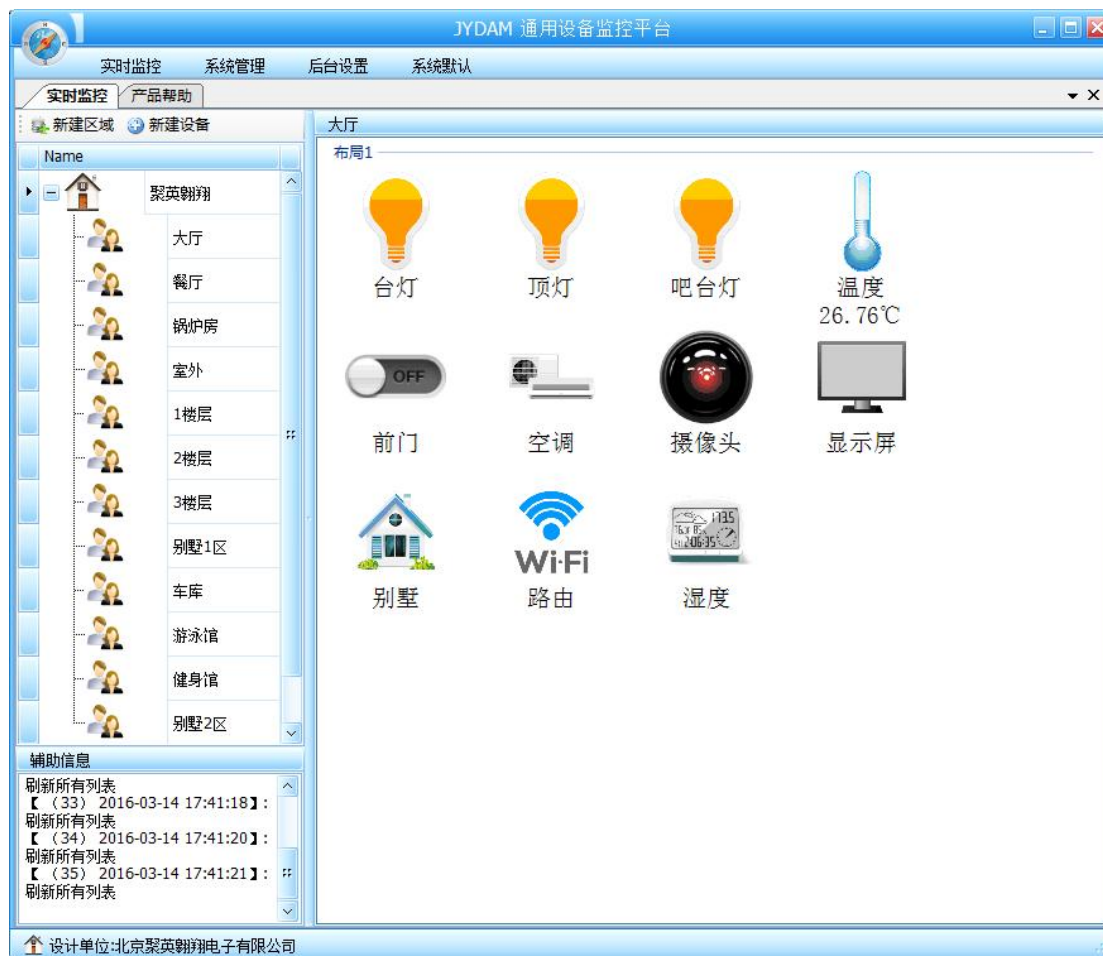 JYDAM 通用设备监控平台
实时监控 系统管理 后台设置 系统默认
实时监控 产品帮助
新建区域 新建设备
Name
聚英翱翔
大厅
餐厅
锅炉房
室外
1楼层
2楼层
3楼层
别墅1区
车库
游泳馆
健身馆
别墅2区
辅助信息
刷新所有列表
【（33） 2016-03-14 17:41:18】:
刷新所有列表
【（34） 2016-03-14 17:41:20】:
刷新所有列表
【（35） 2016-03-14 17:41:21】:
刷新所有列表
大厅
布局1
台灯 顶灯 吧台灯 温度
26.76℃
OFF
前门 空调 摄像头 显示屏
Wi-Fi
别墅 路由 湿度
设计单位:北京聚英翱翔电子有限公司